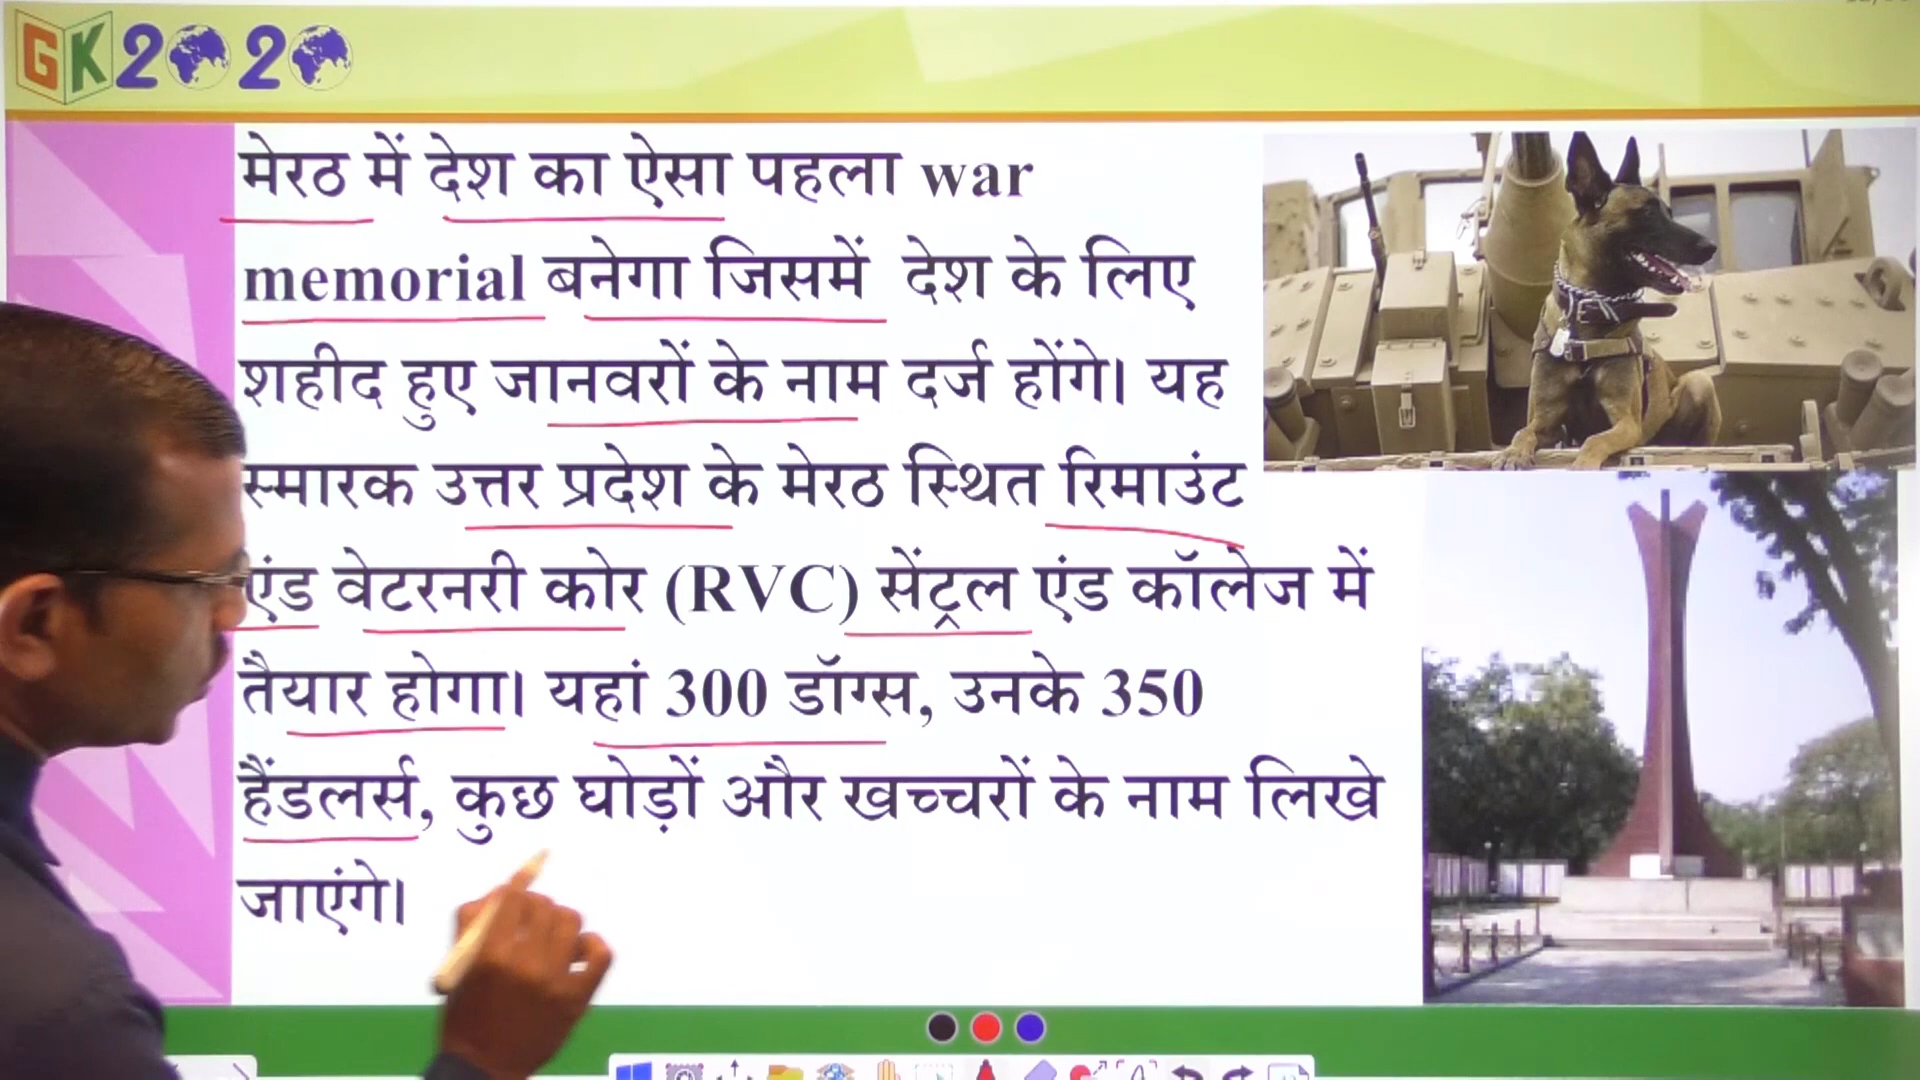 GK2020
मेरठ में देश का ऐसा पहला war
memorial बनेगा जिसमें देश के लिए
शहीद हुए जानवरों के नाम दर्ज होंगे। यह
स्मारक उत्तर प्रदेश के मेरठ स्थित रिमाउंट
एंड वेटरनरी कोर (RVC) सेंट्रल एंड कॉलेज में
तैयार होगा। यहां 300 डॉग्स, उनके 350
हैंडलर्स, कुछ घोड़ों और खच्चरों के नाम लिखे
जाएंगे।